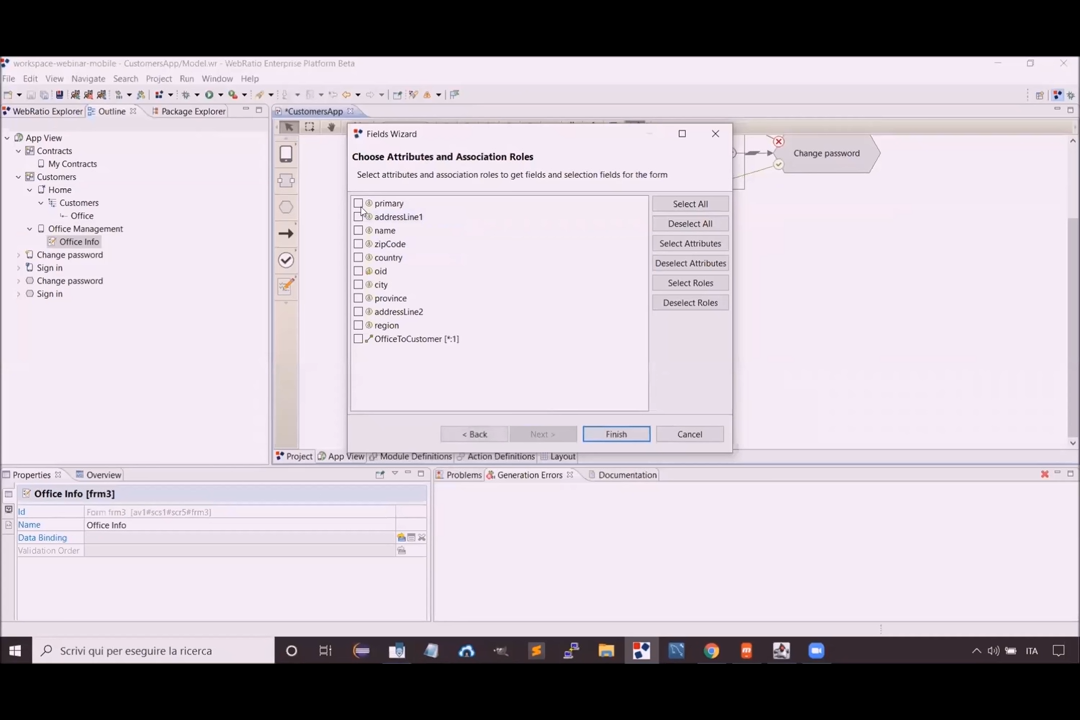 workspace-webinar-mobile - CustomersApp/Model.wr - WebRatio Enterprise Platform Beta
File Edit View Navigate Search Project Run Window Help
WebRatio Explorer Outline Package Explorer
*CustomersApp
App View
Contracts
My Contracts
Customers
Home
Customers
Office
Office Management
Office Info
Change password
Sign in
Change password
Sign in
Fields Wizard
Choose Attributes and Association Roles
Select attributes and association roles to get fields and selection fields for the form
primary
addressLine1
name
zipCode
country
oid
city
province
addressLine2
region
OfficeToCustomer [*:1]
Select All
Deselect All
Select Attributes
Deselect Attributes
Select Roles
Deselect Roles
< Back Next > Finish Cancel
Change password
Project App View Module Definitions Action Definitions Layout
Properties Overview
Office Info [frm3]
Id Form frm3 [av1#scs1#scr5#frm3]
Name Office Info
Data Binding
Validation Order
Problems Generation Errors Documentation
Scrivi qui per eseguire la ricerca
ITA